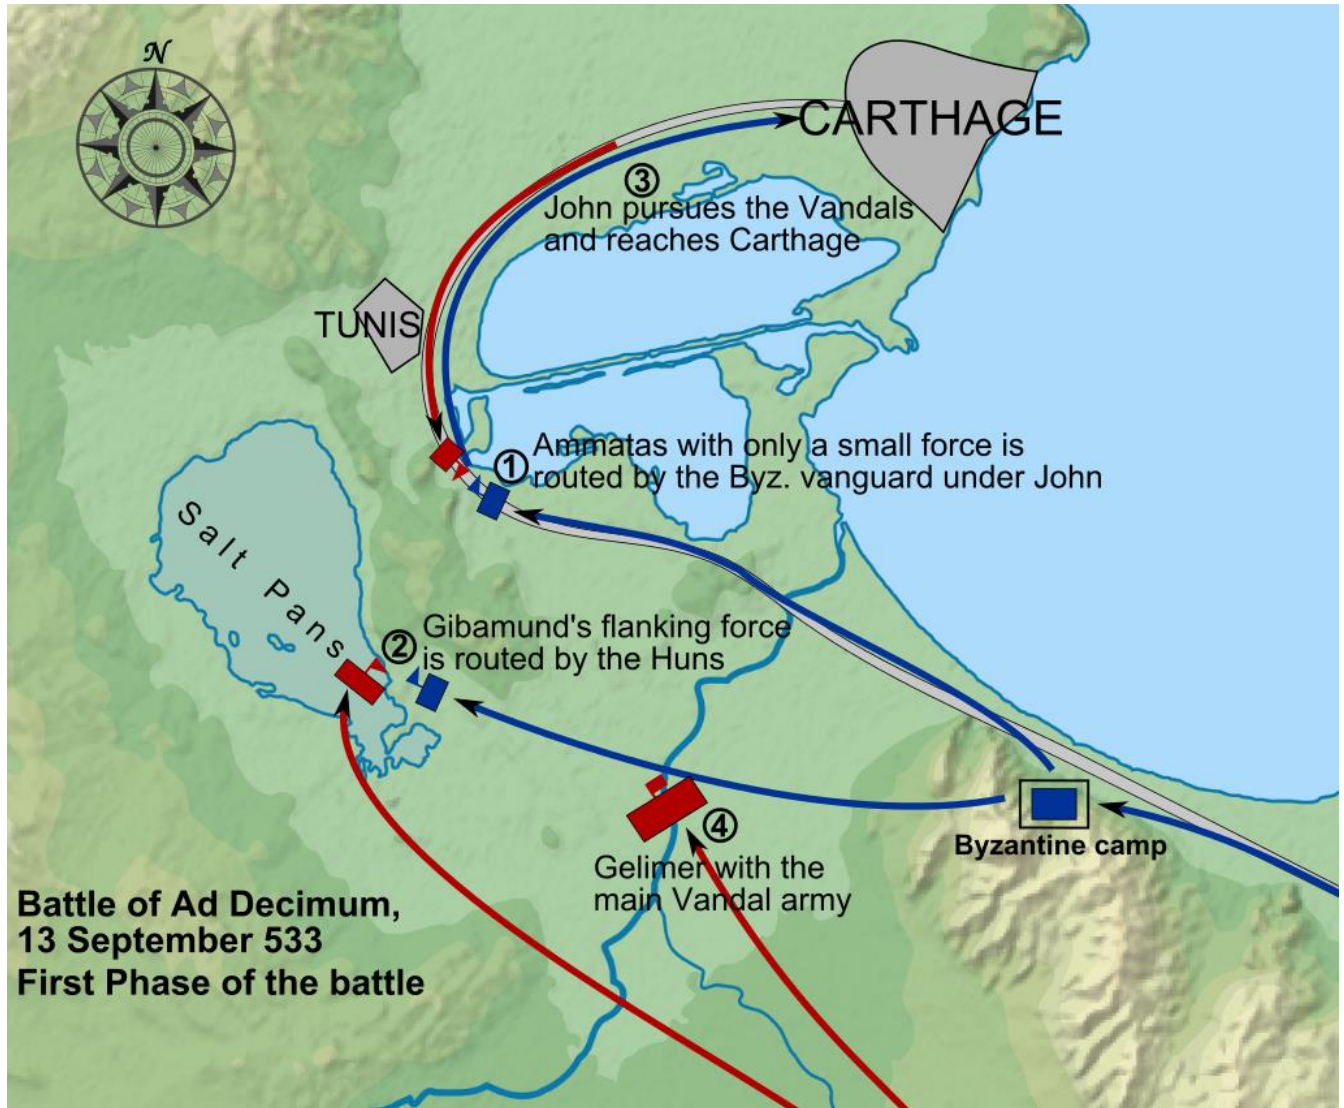 N
CARTHAGE
③
John pursues the Vandals
and reaches Carthage
TUNIS
①
Ammatas with only a small force is
routed by the Byz. vanguard under John
Salt Pans
②
Gibamund's flanking force
is routed by the Huns
④
Gelimer with the
main Vandal army
Byzantine camp
Battle of Ad Decimum,
13 September 533
First Phase of the battle